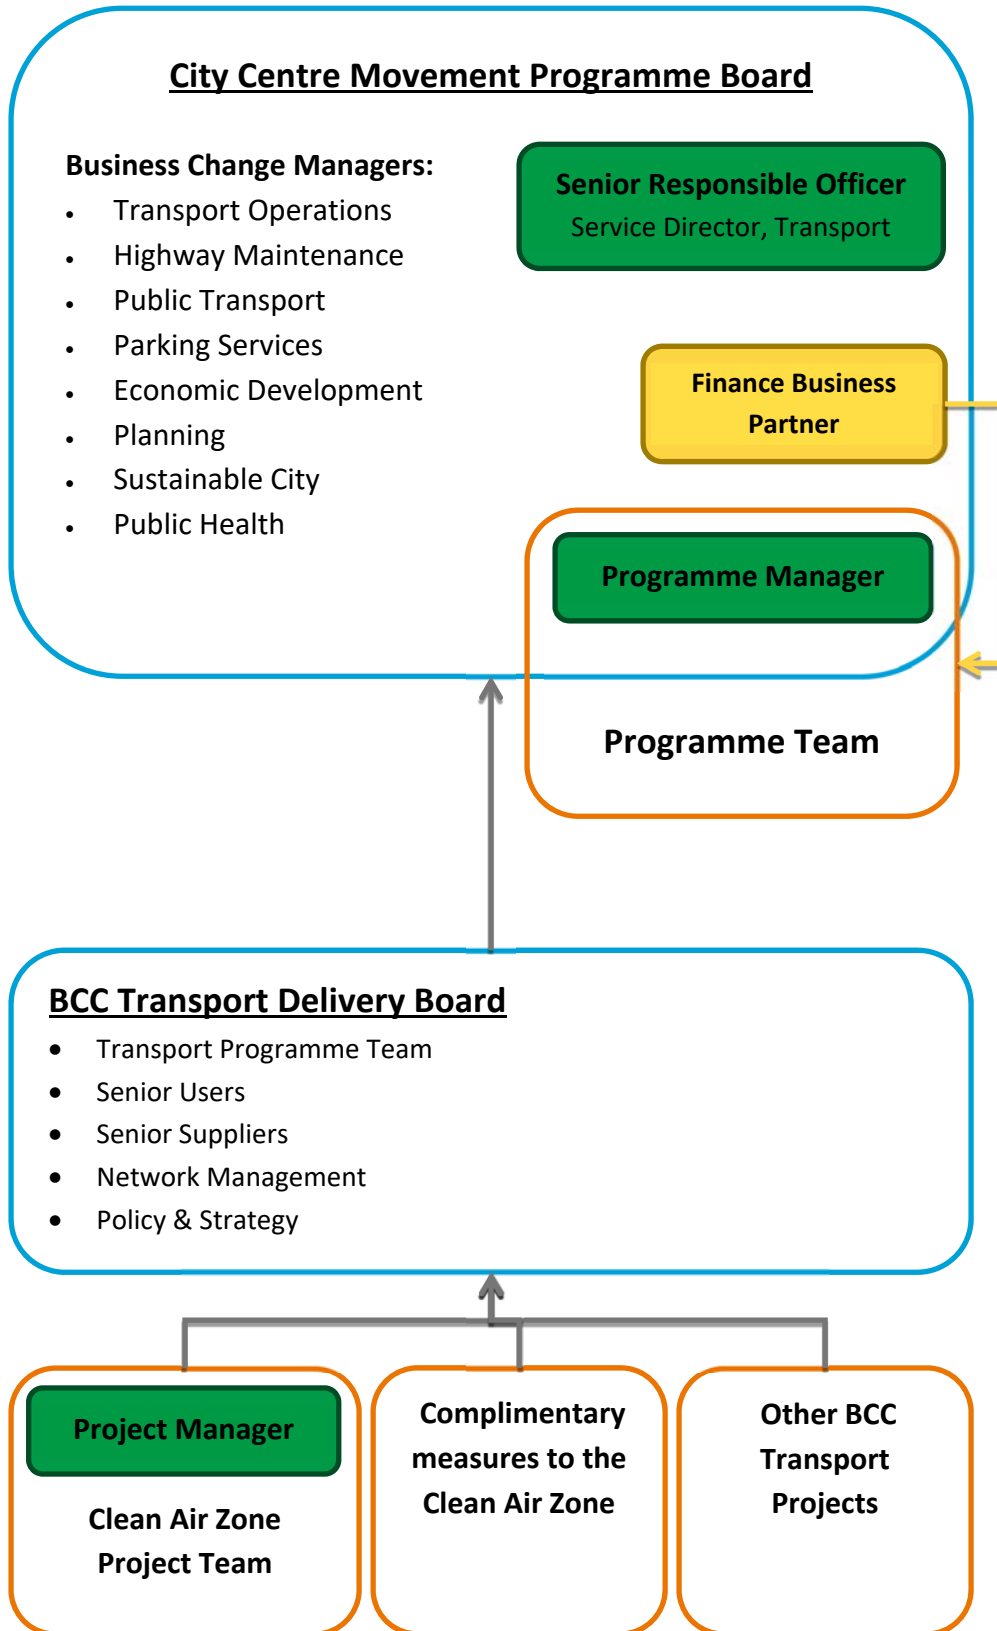 City Centre Movement Programme Board
Business Change Managers:
• Transport Operations
• Highway Maintenance
• Public Transport
• Parking Services
• Economic Development
• Planning
• Sustainable City
• Public Health
Senior Responsible Officer
Service Director, Transport
Finance Business
Partner
Programme Manager
Programme Team
BCC Transport Delivery Board
• Transport Programme Team
• Senior Users
• Senior Suppliers
• Network Management
• Policy & Strategy
Project Manager
Clean Air Zone
Project Team
Complimentary
measures to the
Clean Air Zone
Other BCC
Transport
Projects